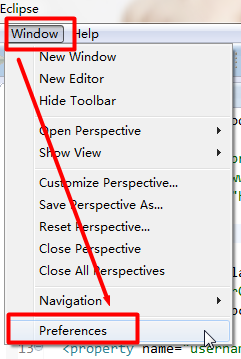 Eclipse
Window Help
New Window
New Editor
Hide Toolbar
Open Perspective
Show View
Customize Perspective...
Save Perspective As...
Reset Perspective...
Close Perspective
Close All Perspectives
Navigation
Preferences
13 <property name="usernam